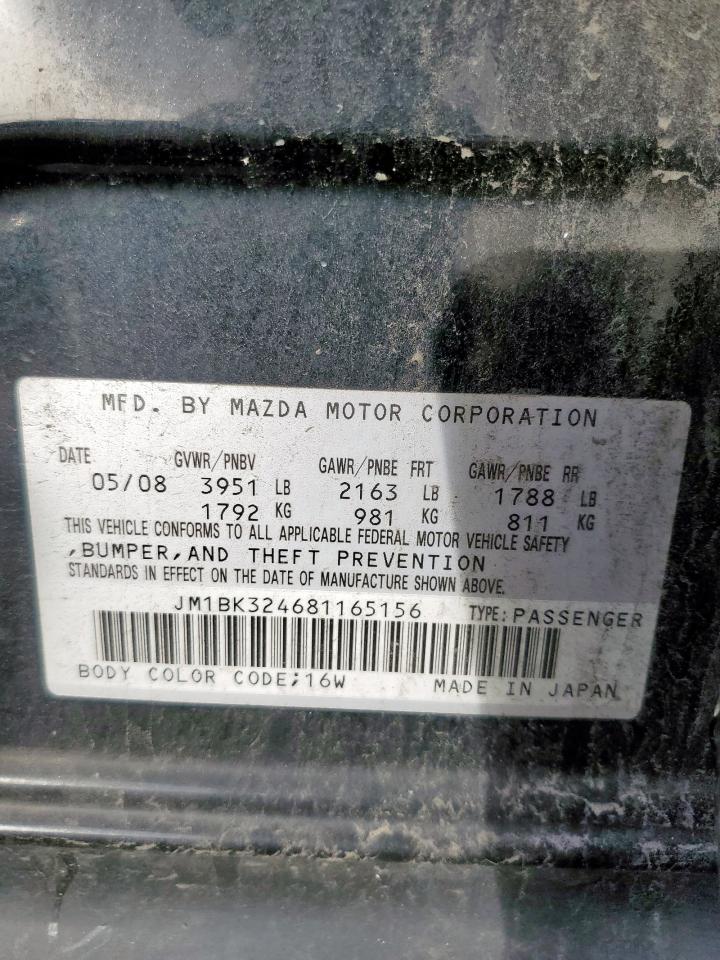 MFD. BY MAZDA MOTOR CORPORATION
DATE GVWR/PNBV GAWR/PNBE FRT GAWR/PNBE RR
05/08 3951 LB 2163 LB 1788 LB
1792 KG 981 KG 811 KG
THIS VEHICLE CONFORMS TO ALL APPLICABLE FEDERAL MOTOR VEHICLE SAFETY
,BUMPER,AND THEFT PREVENTION
STANDARDS IN EFFECT ON THE DATE OF MANUFACTURE SHOWN ABOVE.
JM1BK324681165156 TYPE:PASSENGER
BODY COLOR CODE;16W MADE IN JAPAN